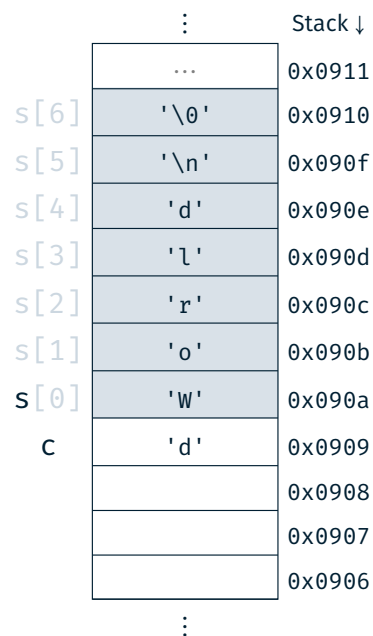 ⋮ Stack ↓
... 0x0911
s[6] '\0' 0x0910
s[5] '\n' 0x090f
s[4] 'd' 0x090e
s[3] 'l' 0x090d
s[2] 'r' 0x090c
s[1] 'o' 0x090b
s[0] 'W' 0x090a
c 'd' 0x0909
0x0908
0x0907
0x0906
⋮